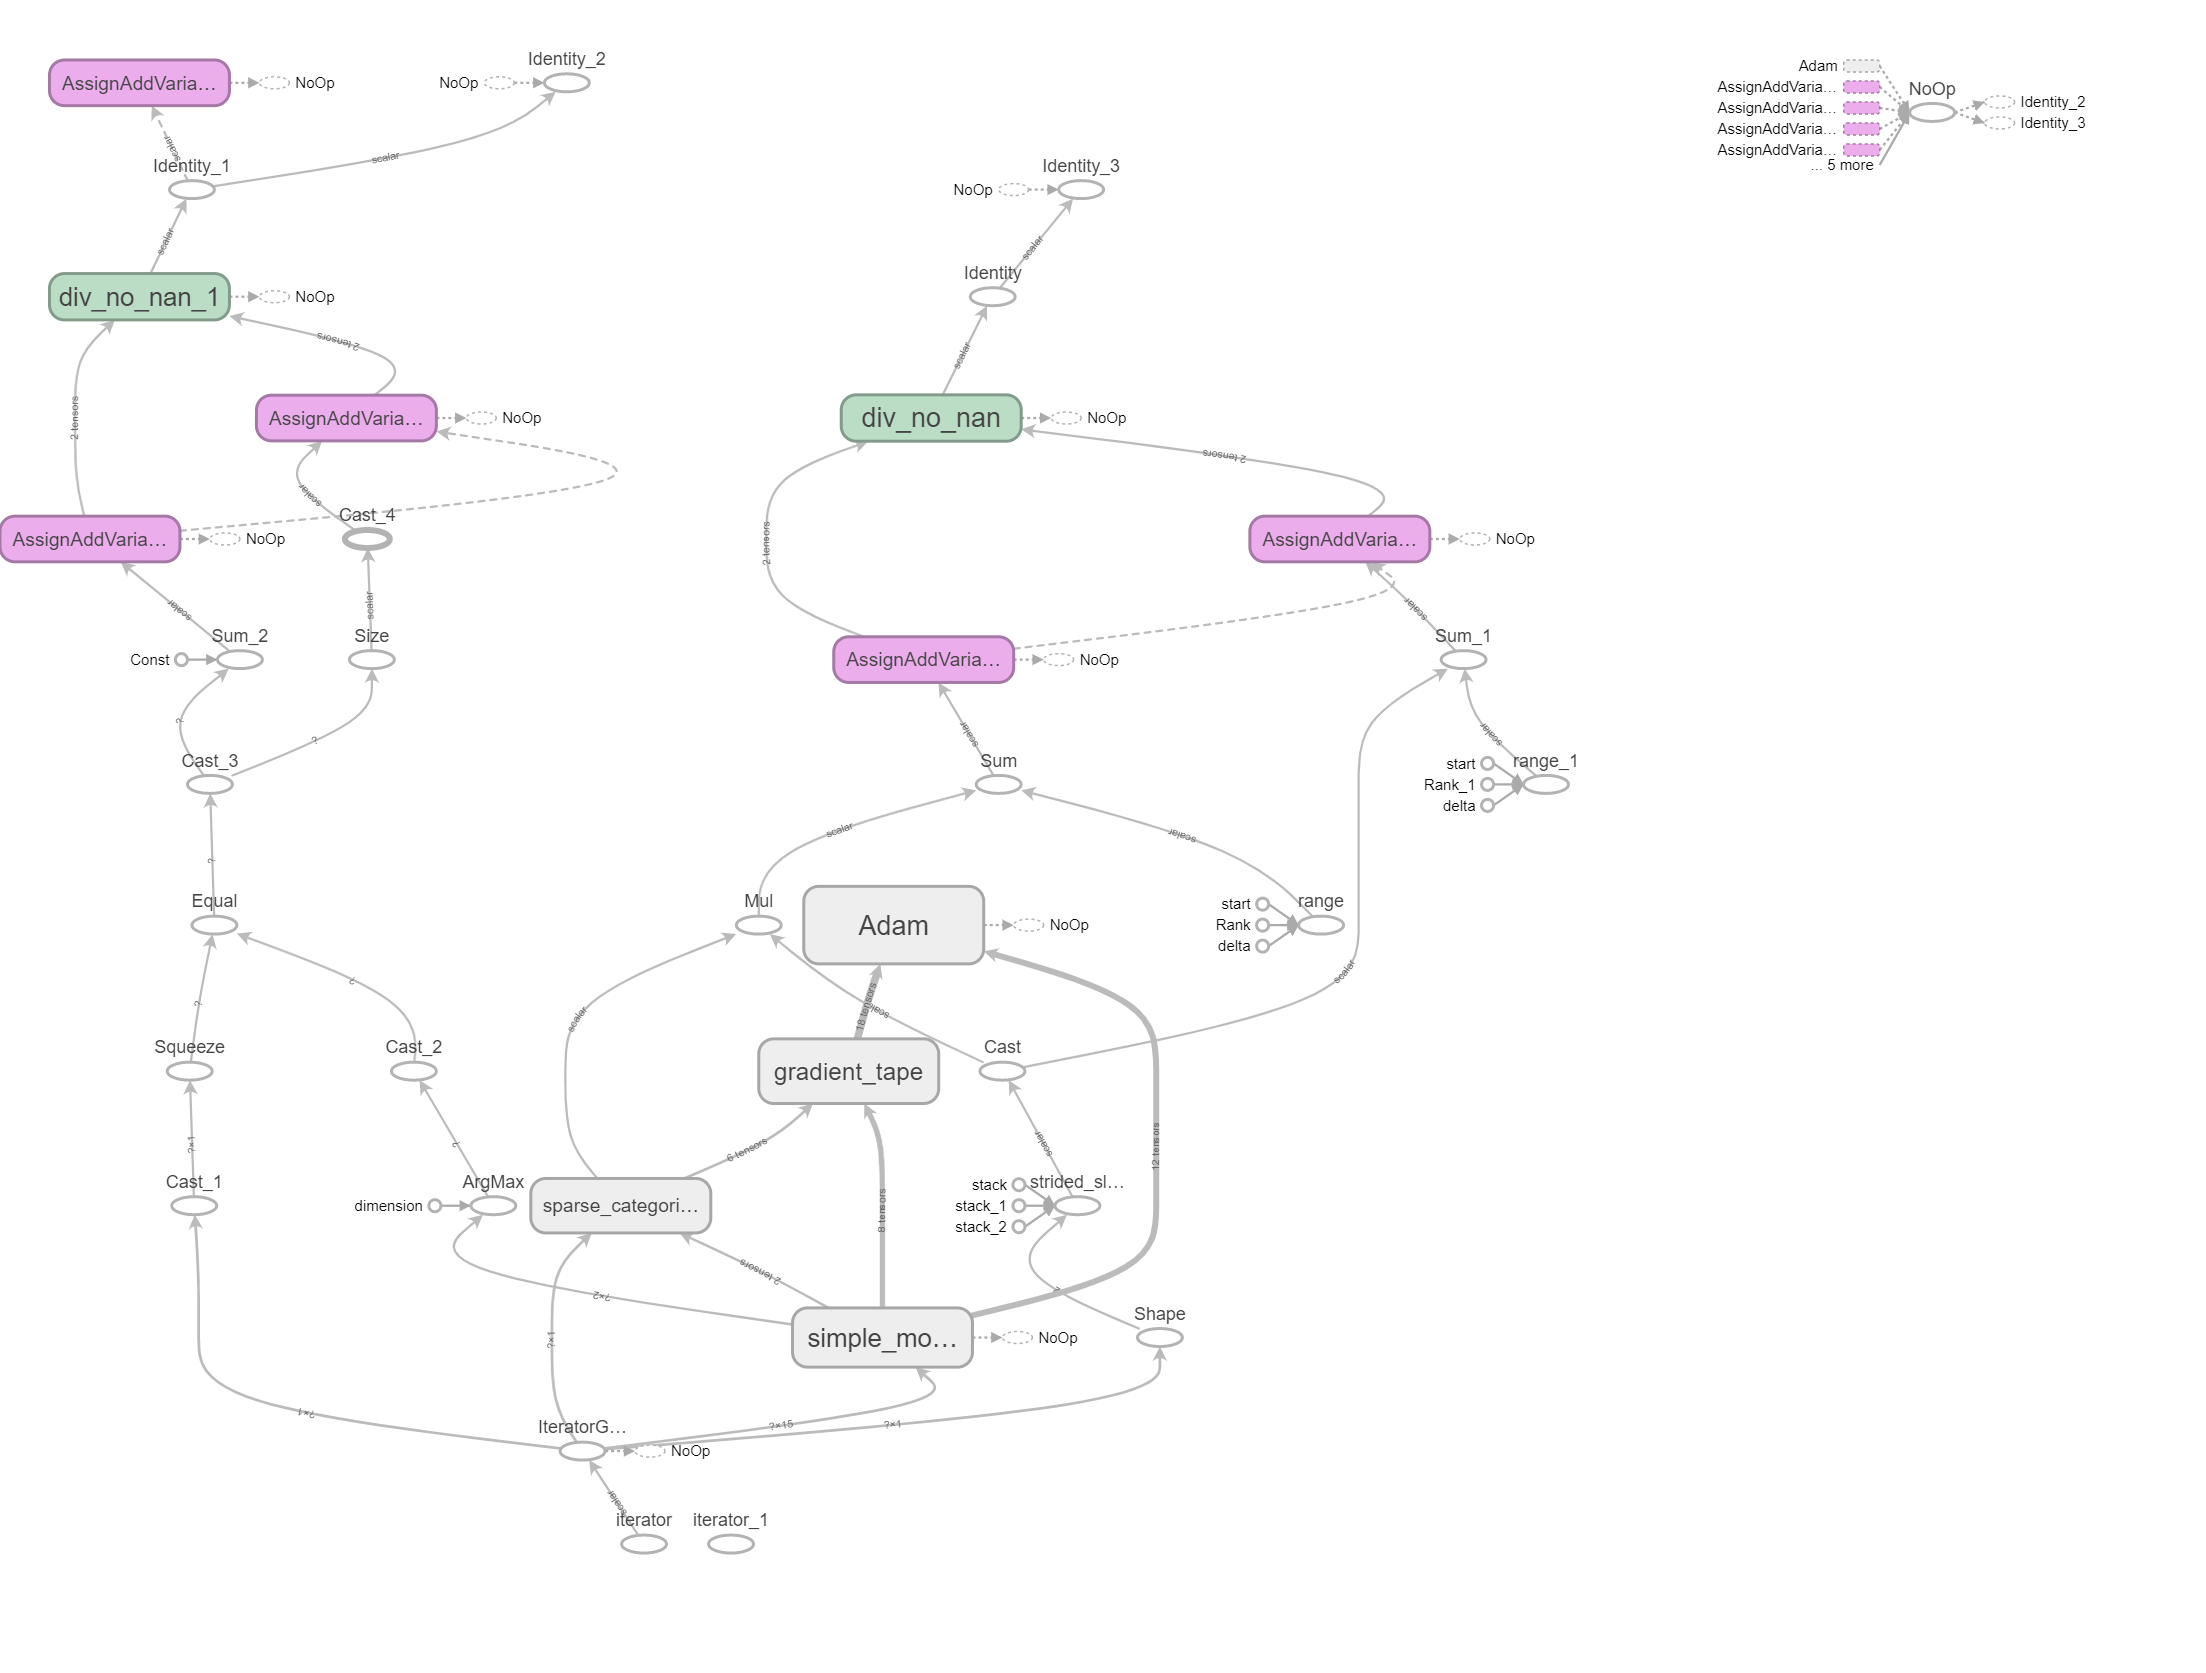 Identity_2
AssignAddVaria…
NoOp
NoOp
scalar
scalar
Identity_1
scalar
div_no_nan_1
NoOp
2 tensors
2 tensors
AssignAddVaria…
NoOp
scalar
Cast_4
AssignAddVaria…
NoOp
scalar
scalar
Sum_2
Size
Const
?
?
Cast_3
?
Equal
?
?
Squeeze
Cast_2
?×1
?
Cast_1
ArgMax
dimension
Identity_3
NoOp
scalar
Identity
scalar
div_no_nan
NoOp
2 tensors
2 tensors
AssignAddVaria…
NoOp
scalar
AssignAddVaria…
NoOp
Sum_1
scalar
scalar
Sum
start
range_1
Rank_1
delta
scalar
scalar
Mul
Adam
NoOp
start
range
Rank
delta
scalar
18 tensors
scalar
scalar
gradient_tape
Cast
6 tensors
scalar
12 tensors
sparse_categori…
8 tensors
stack
strided_sl…
stack_1
stack_2
2 tensors
?×2
?
?×1
simple_mo…
NoOp
Shape
?×1
?×15
?×1
IteratorG…
NoOp
scalar
iterator
iterator_1
Adam
AssignAddVaria…
AssignAddVaria…
AssignAddVaria…
AssignAddVaria…
... 5 more
NoOp
Identity_2
Identity_3